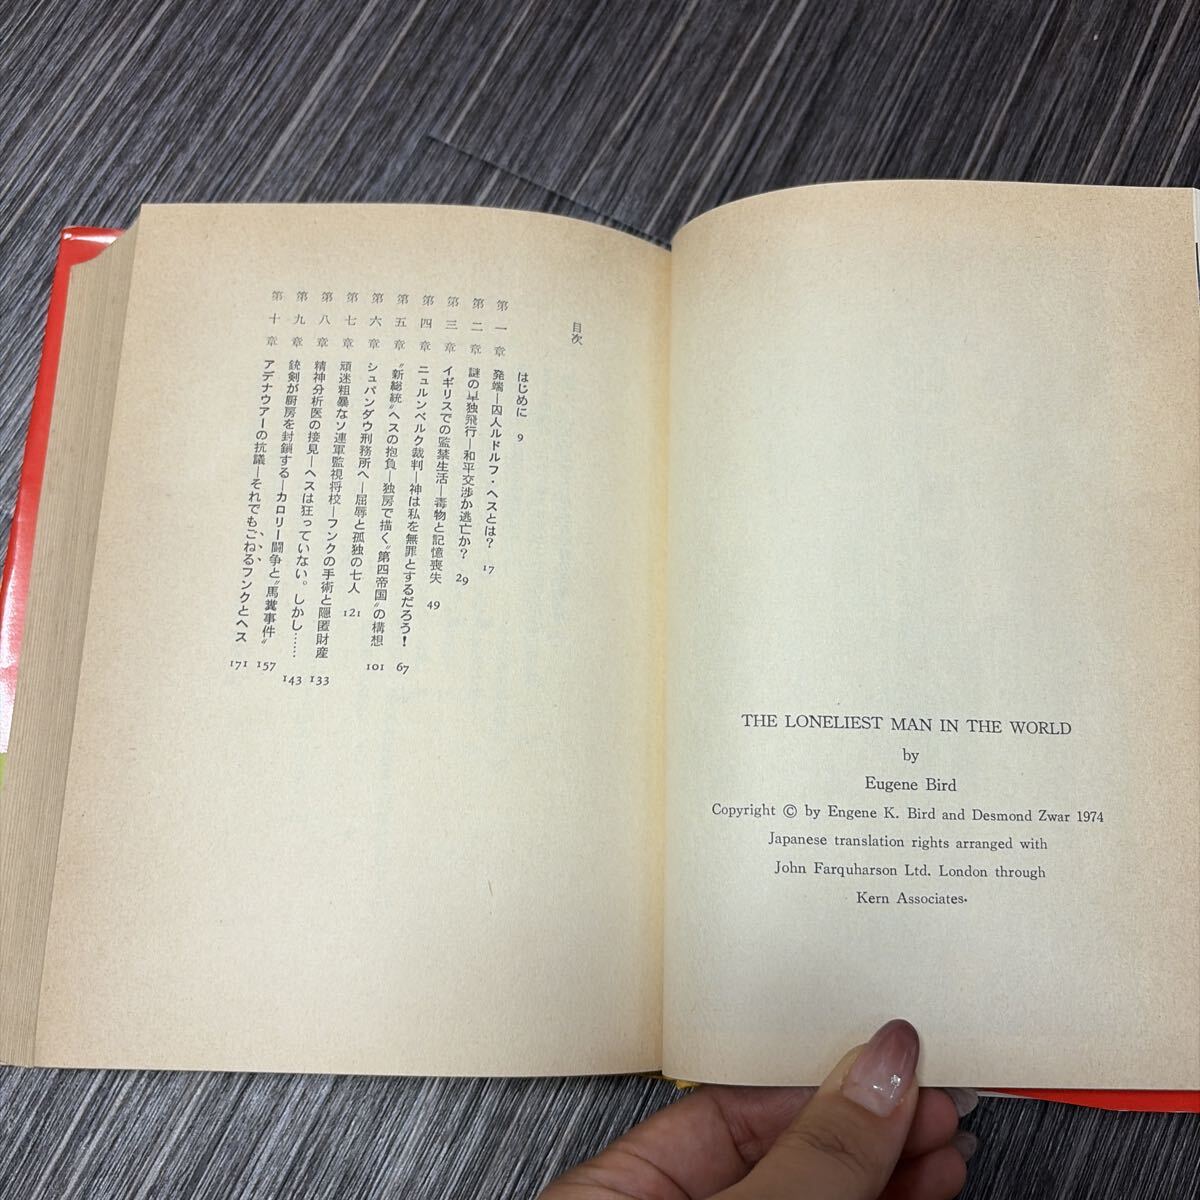 THE LONELIEST MAN IN THE WORLD
by
Eugene Bird
Copyright © by Engene K. Bird and Desmond Zwar 1974
Japanese translation rights arranged with
John Farquharson Ltd. London through
Kern Associates.
目次
はじめに 9
第一章 発端―囚人ルドルフ・ヘスとは? 17
第二章 謎の単独飛行―和平交渉か逃亡か? 29
第三章 イギリスでの監禁生活―毒物と記憶喪失 49
第四章 ニュルンベルク裁判―神は私を無罪とするだろう! 67
第五章 “新総統”ヘスの抱負―独房で描く“第四帝国”の構想 101
第六章 シュパンダウ刑務所へ―屈辱と孤独の七人 121
第七章 頑迷粗暴なソ連軍監視将校―フンクの手術と隠匿財産 133
第八章 精神分析医の接見―ヘスは狂っていない。しかし…… 143
第九章 銃剣が厨房を封鎖する―カロリー闘争と“馬糞事件” 157
第十章 アデナウアーの抗議―それでもごねるフンクとヘス 171